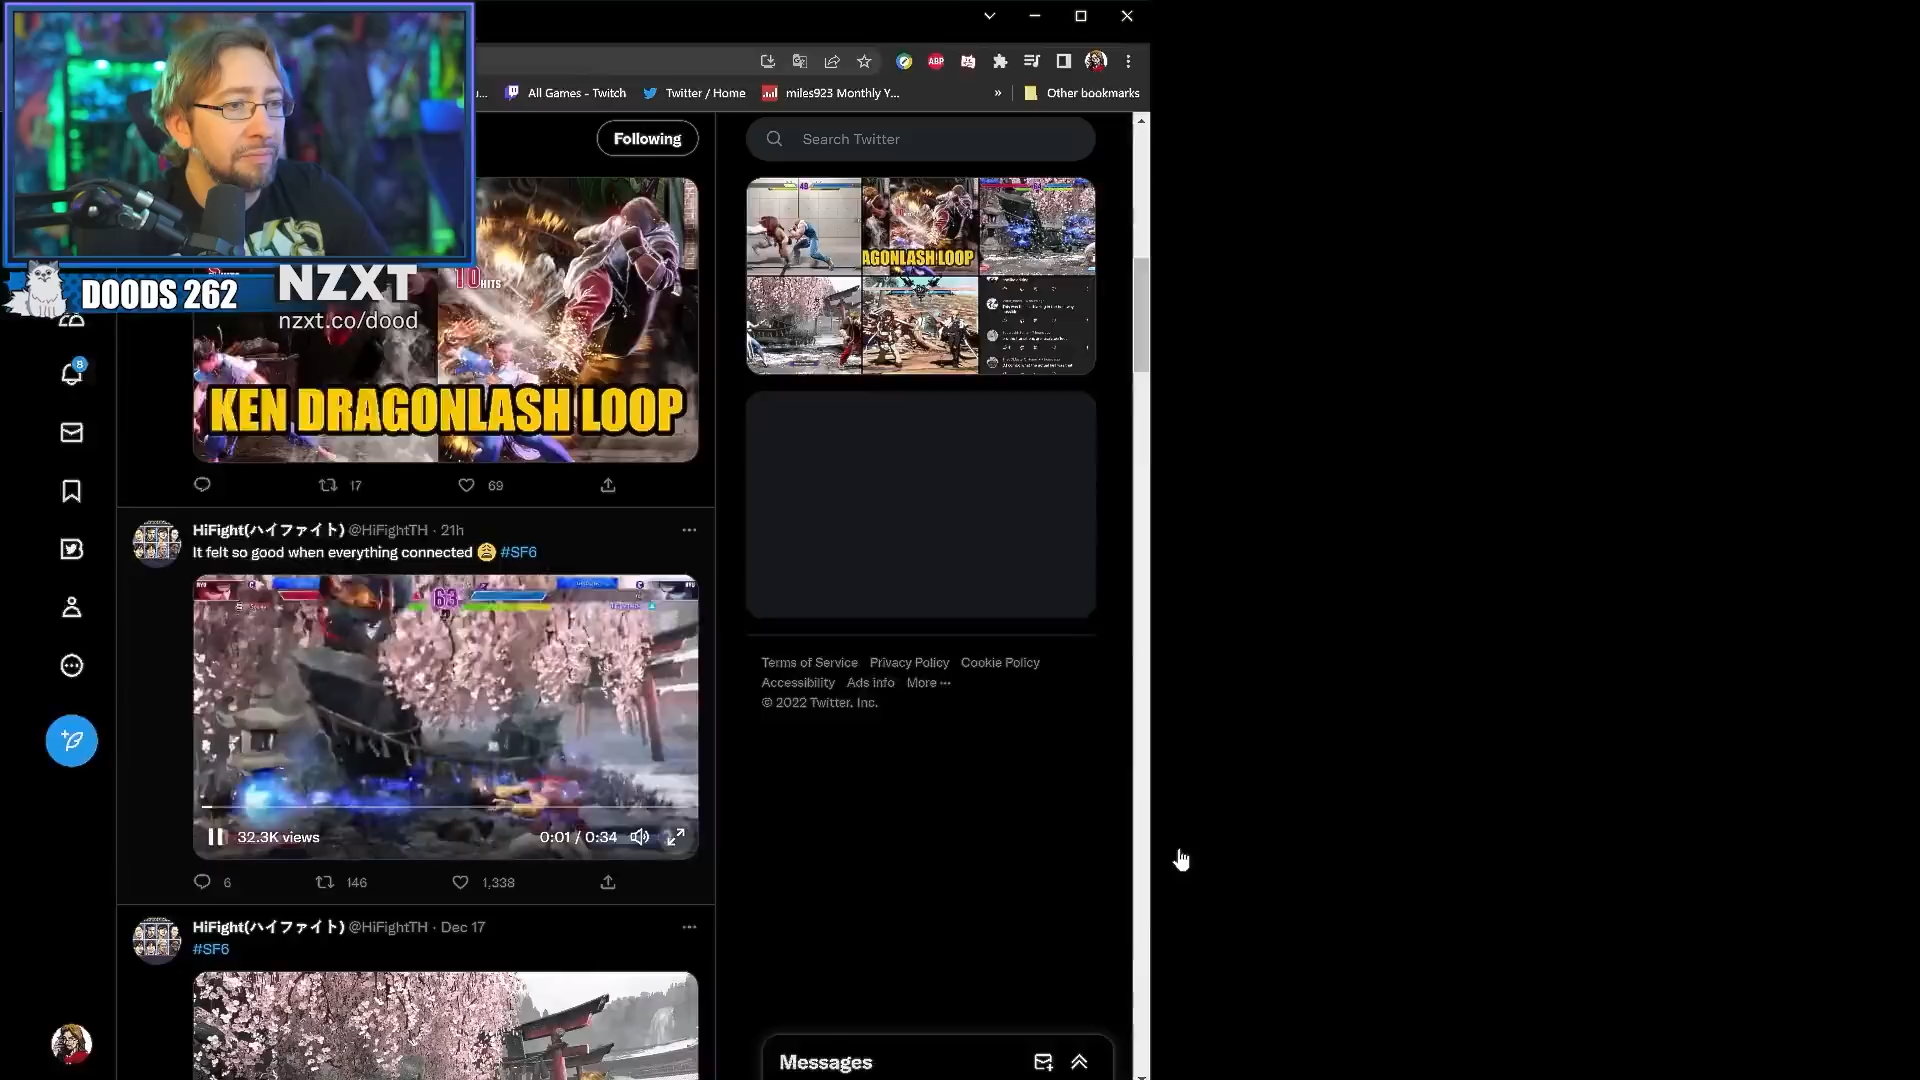 ABP
...
All Games - Twitch
Twitter / Home
miles923 Monthly Y...
»
Other bookmarks
Following
Search Twitter
DOODS 262
NZXT
nzxt.co/dood
10 HITS
KEN DRAGONLASH LOOP
17
69
8
HiFight(ハイファイト) @HiFightTH · 21h
It felt so good when everything connected 😩 #SF6
63
32.3K views
0:01 / 0:34
6
146
1,338
HiFight(ハイファイト) @HiFightTH · Dec 17
#SF6
AGONLASH LOOP
Terms of Service
Privacy Policy
Cookie Policy
Accessibility
Ads info
More ···
© 2022 Twitter, Inc.
Messages